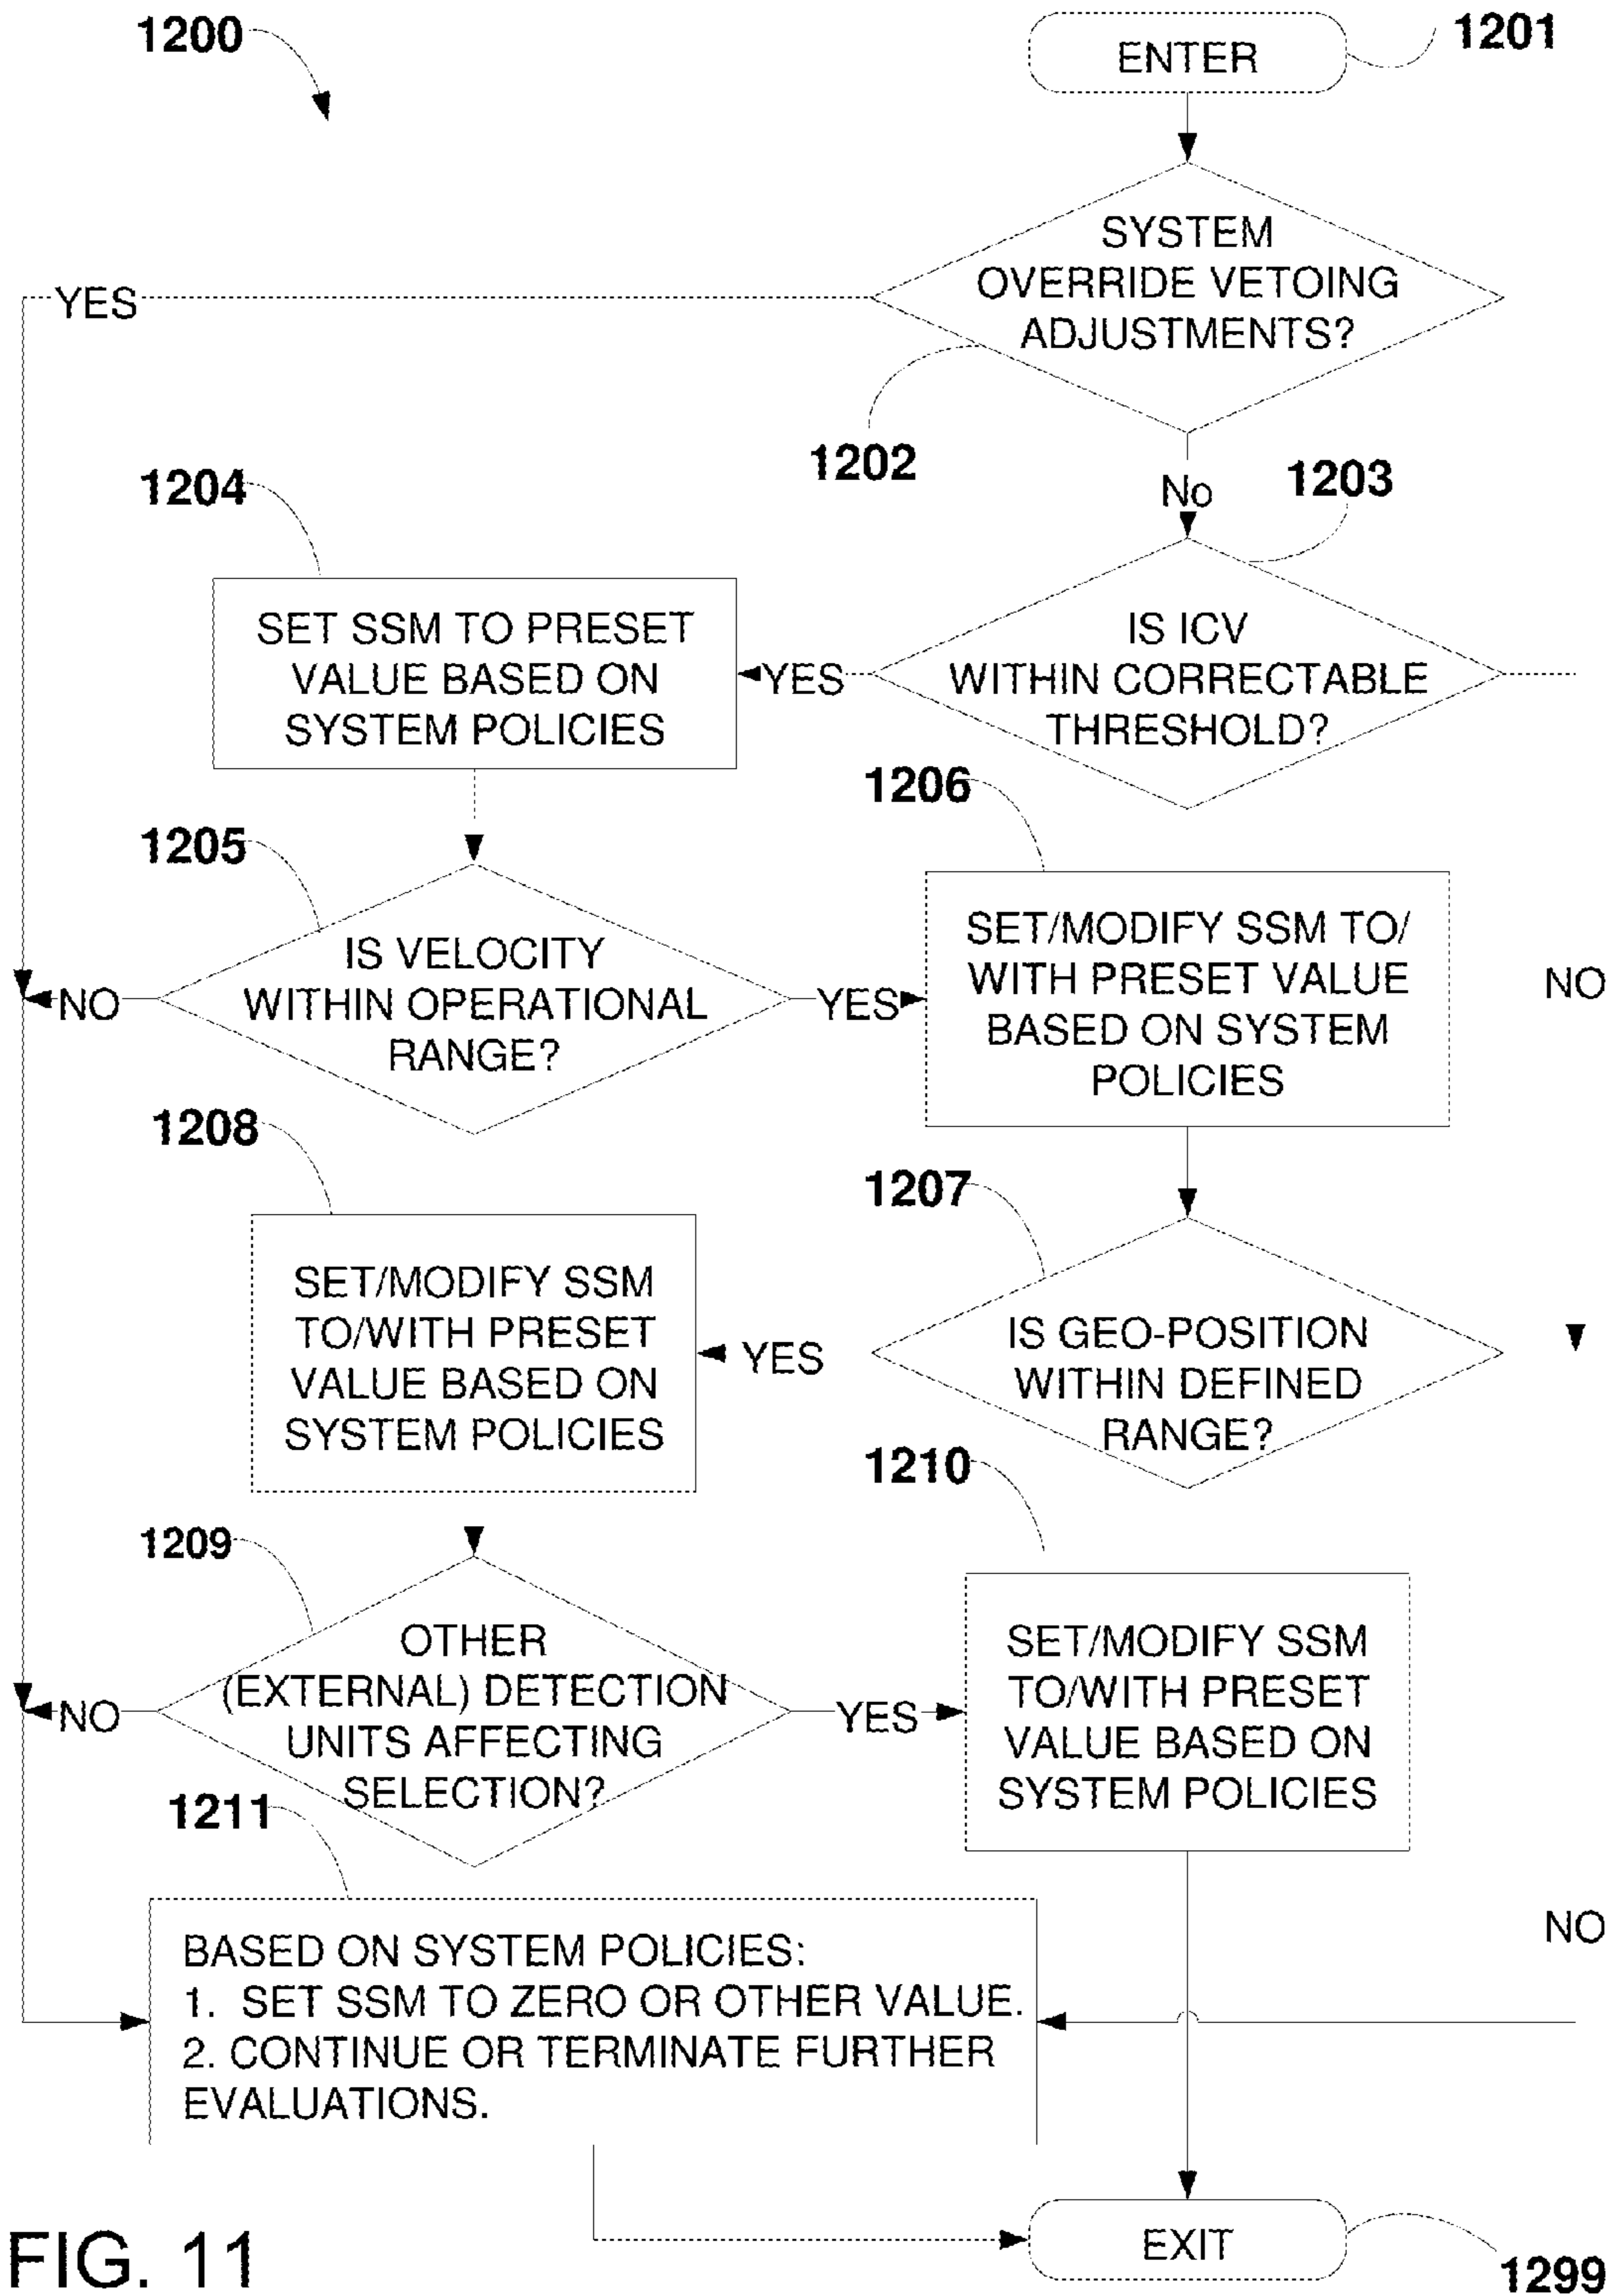 1200
1201
ENTER
SYSTEM
OVERRIDE VETOING
ADJUSTMENTS?
YES
1202
No
1203
1204
SET SSM TO PRESET
VALUE BASED ON
SYSTEM POLICIES
YES
IS ICV
WITHIN CORRECTABLE
THRESHOLD?
1205
1206
IS VELOCITY
WITHIN OPERATIONAL
RANGE?
NO
YES
SET/MODIFY SSM TO/
WITH PRESET VALUE
BASED ON SYSTEM
POLICIES
NO
1208
1207
SET/MODIFY SSM
TO/WITH PRESET
VALUE BASED ON
SYSTEM POLICIES
YES
IS GEO-POSITION
WITHIN DEFINED
RANGE?
1209
1210
OTHER
(EXTERNAL) DETECTION
UNITS AFFECTING
SELECTION?
NO
YES
SET/MODIFY SSM
TO/WITH PRESET
VALUE BASED ON
SYSTEM POLICIES
1211
NO
BASED ON SYSTEM POLICIES:
1. SET SSM TO ZERO OR OTHER VALUE.
2. CONTINUE OR TERMINATE FURTHER
EVALUATIONS.
EXIT
1299
FIG. 11